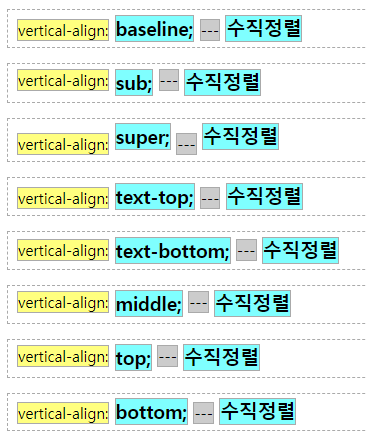 vertical-align: baseline; --- 수직정렬
vertical-align: sub; --- 수직정렬
vertical-align: super; --- 수직정렬
vertical-align: text-top; --- 수직정렬
vertical-align: text-bottom; --- 수직정렬
vertical-align: middle; --- 수직정렬
vertical-align: top; --- 수직정렬
vertical-align: bottom; --- 수직정렬